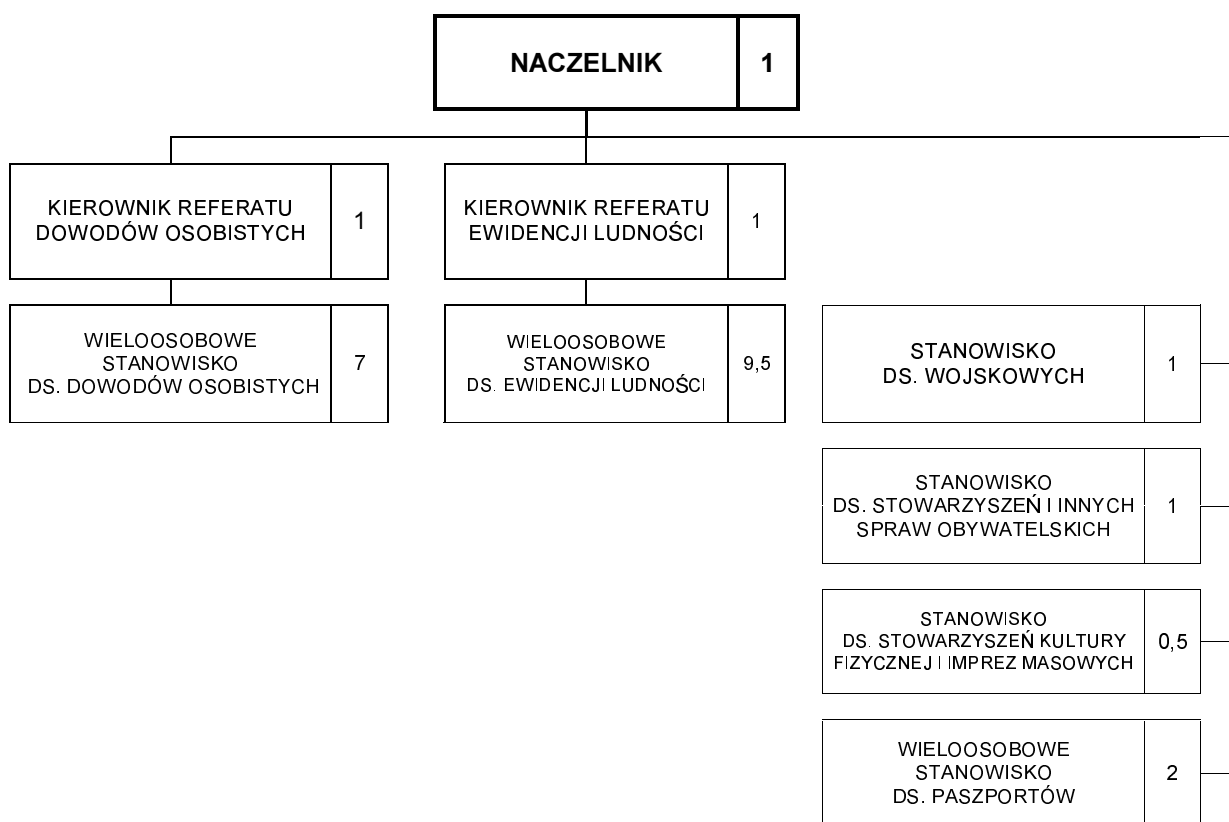 NACZELNIK 1
KIEROWNIK REFERATU
DOWODÓW OSOBISTYCH
1
KIEROWNIK REFERATU
EWIDENCJI LUDNOŚCI
1
WIELOOSOBOWE
STANOWISKO
DS. DOWODÓW OSOBISTYCH
7
WIELOOSOBOWE
STANOWISKO
DS. EWIDENCJI LUDNOŚCI
9,5
STANOWISKO
DS. WOJSKOWYCH
1
STANOWISKO
DS. STOWARZYSZEŃ I INNYCH
SPRAW OBYWATELSKICH
1
STANOWISKO
DS. STOWARZYSZEŃ KULTURY
FIZYCZNEJ I IMPREZ MASOWYCH
0,5
WIELOOSOBOWE
STANOWISKO
DS. PASZPORTÓW
2